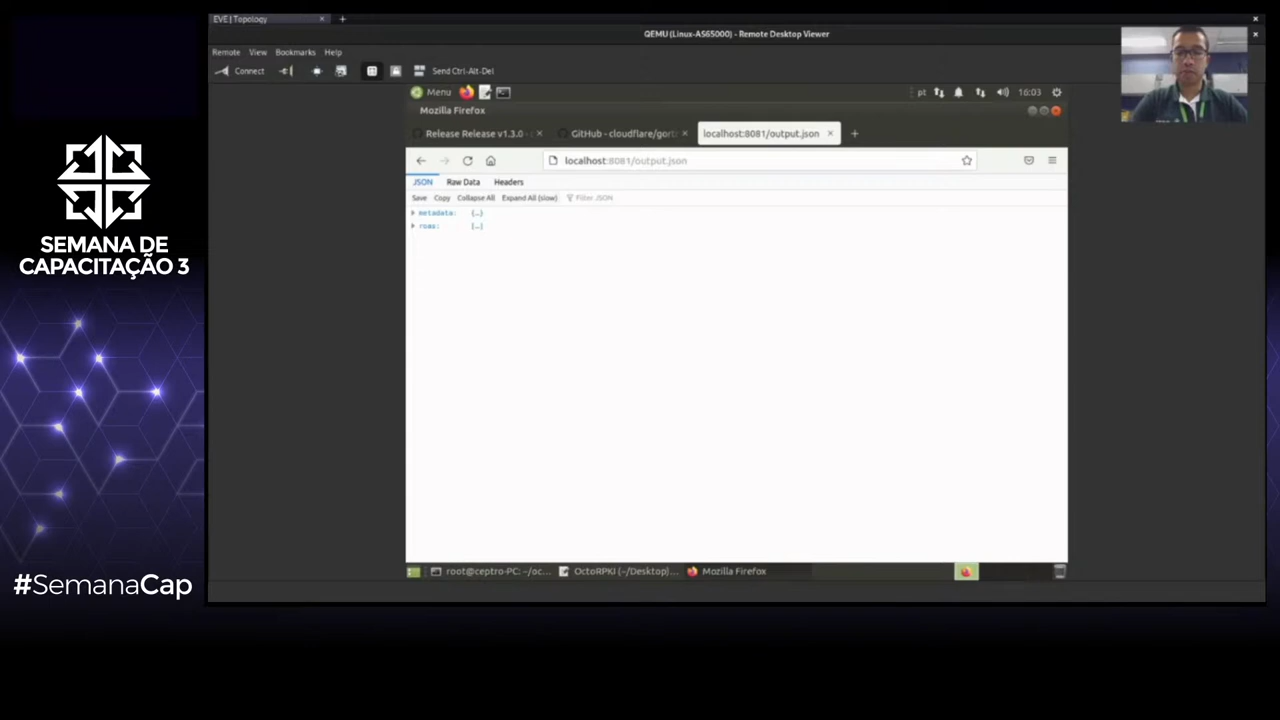 EVE | Topology
QEMU (Linux-AS65000) - Remote Desktop Viewer
Remote View Bookmarks Help
Connect
Send Ctrl-Alt-Del
Menu
pt
16:03
Mozilla Firefox
Release Release v1.3.0 -
GitHub - cloudflare/gort
localhost:8081/output.json
localhost:8081/output.json
JSON Raw Data Headers
Save Copy Collapse All Expand All (slow) Filter JSON
metadata: {…}
roas: […]
root@ceptro-PC: ~/oc...
OctoRPKI (~/Desktop)...
Mozilla Firefox
SEMANA DE
CAPACITAÇÃO 3
#SemanaCap